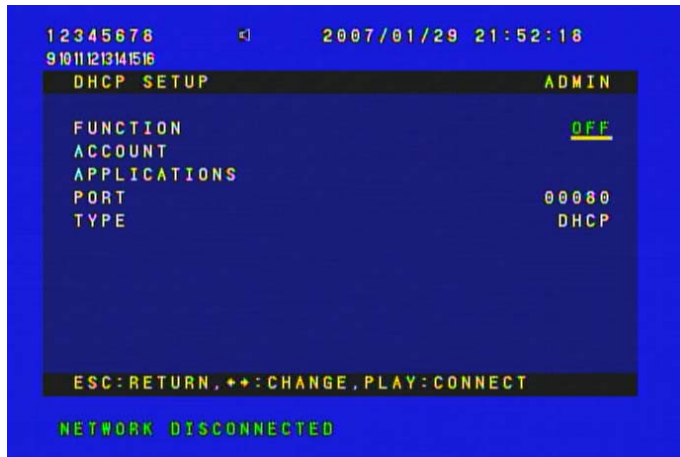 12345678 2007/01/29 21:52:18
910111213141516
DHCP SETUP ADMIN
FUNCTION OFF
ACCOUNT
APPLICATIONS
PORT 00080
TYPE DHCP
ESC:RETURN,◆◆:CHANGE,PLAY:CONNECT
NETWORK DISCONNECTED